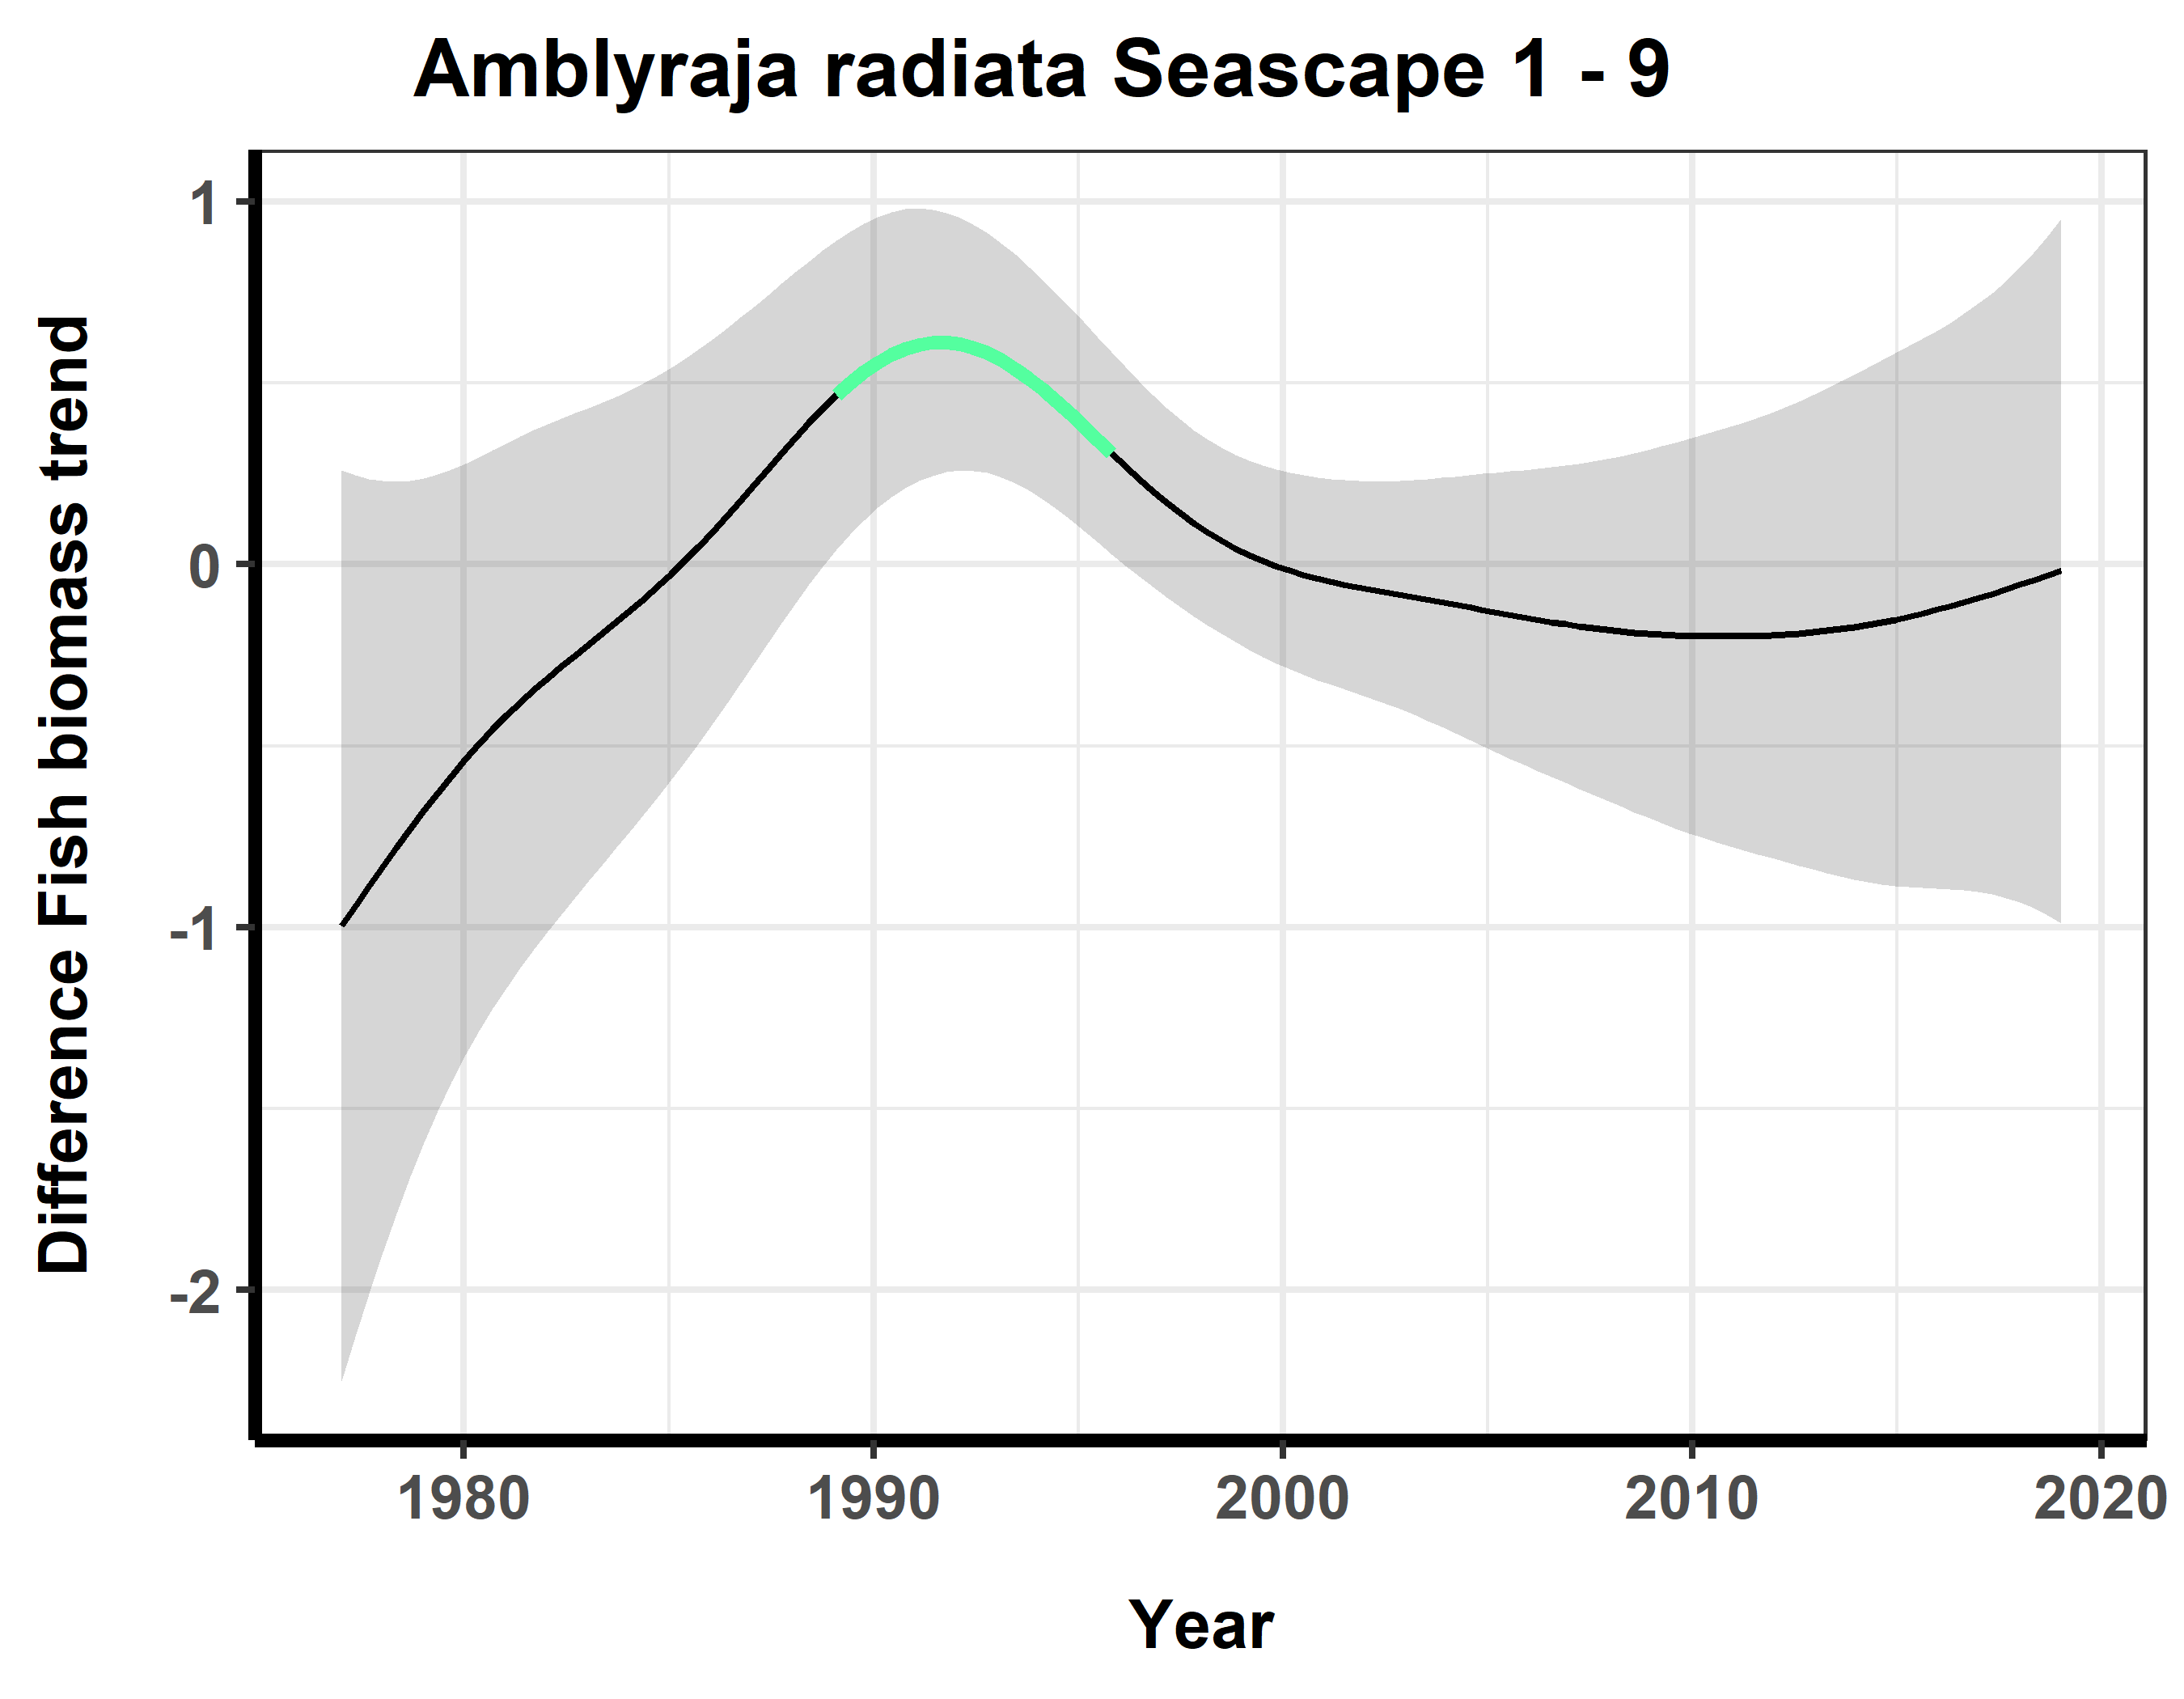 Amblyraja radiata Seascape 1 - 9
Difference Fish biomass trend
1
0
-1
-2
1980 1990 2000 2010 2020
Year